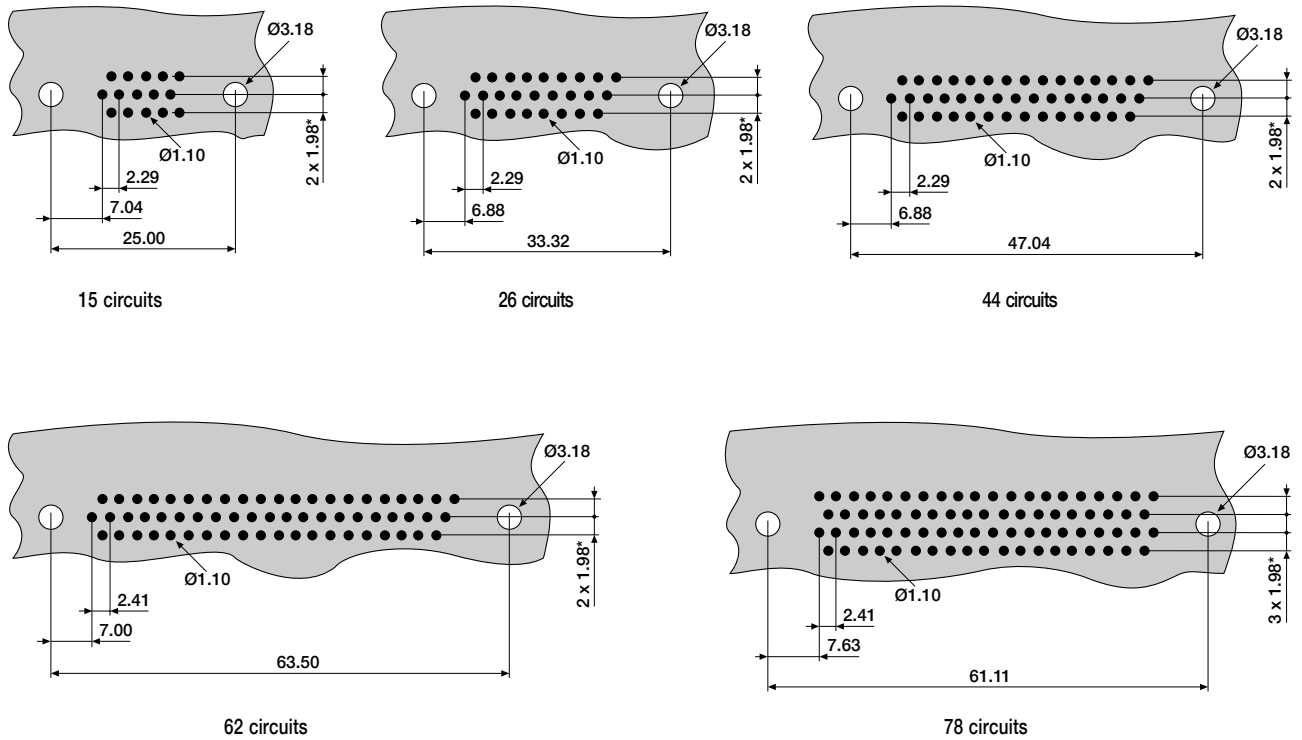 Ø3.18
Ø1.10
2 x 1.98*
2.29
7.04
25.00
15 circuits
Ø3.18
Ø1.10
2 x 1.98*
2.29
6.88
33.32
26 circuits
Ø3.18
Ø1.10
2 x 1.98*
2.29
6.88
47.04
44 circuits
Ø3.18
Ø1.10
2 x 1.98*
2.41
7.00
63.50
62 circuits
Ø3.18
Ø1.10
3 x 1.98*
2.41
7.63
61.11
78 circuits